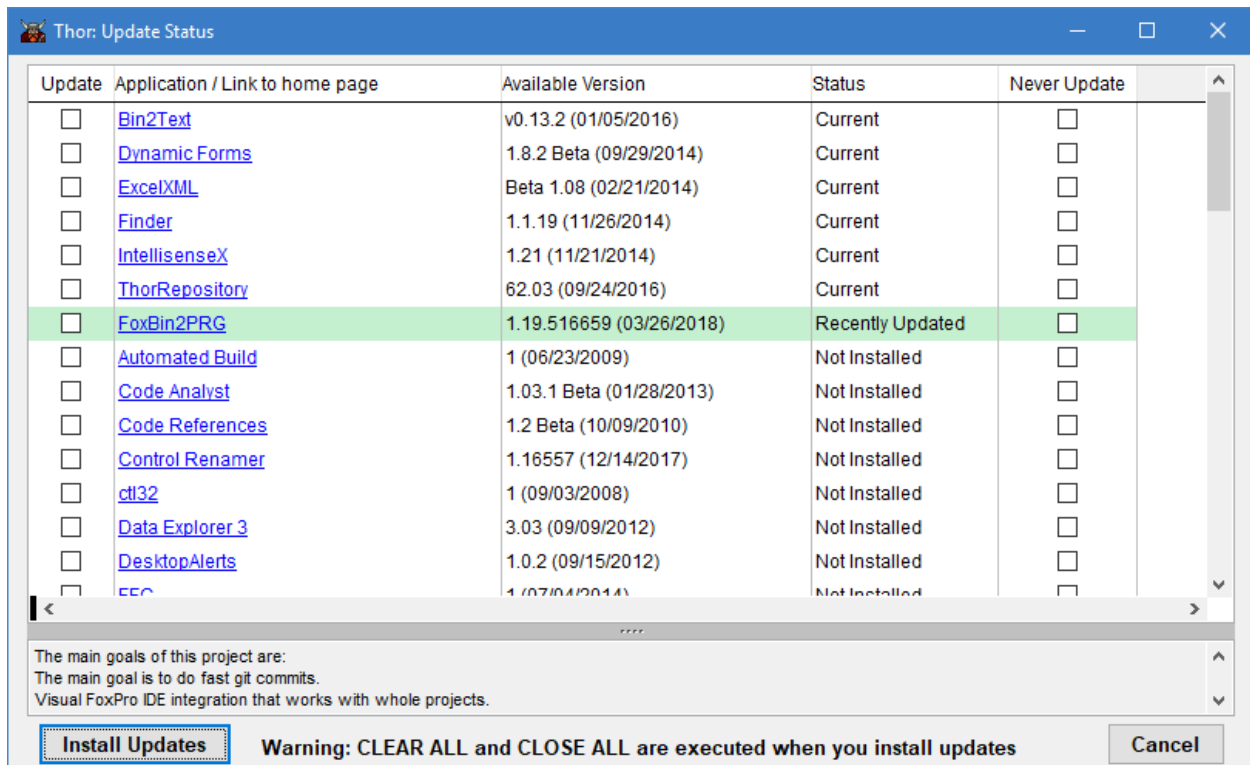 Thor: Update Status
Update Application / Link to home page Available Version Status Never Update
Bin2Text v0.13.2 (01/05/2016) Current
Dynamic Forms 1.8.2 Beta (09/29/2014) Current
ExcelXML Beta 1.08 (02/21/2014) Current
Finder 1.1.19 (11/26/2014) Current
IntellisenseX 1.21 (11/21/2014) Current
ThorRepository 62.03 (09/24/2016) Current
FoxBin2PRG 1.19.516659 (03/26/2018) Recently Updated
Automated Build 1 (06/23/2009) Not Installed
Code Analyst 1.03.1 Beta (01/28/2013) Not Installed
Code References 1.2 Beta (10/09/2010) Not Installed
Control Renamer 1.16557 (12/14/2017) Not Installed
ctl32 1 (09/03/2008) Not Installed
Data Explorer 3 3.03 (09/09/2012) Not Installed
DesktopAlerts 1.0.2 (09/15/2012) Not Installed
1 (07/04/2014) Not Installed
The main goals of this project are:
The main goal is to do fast git commits.
Visual FoxPro IDE integration that works with whole projects.
Install Updates Warning: CLEAR ALL and CLOSE ALL are executed when you install updates Cancel